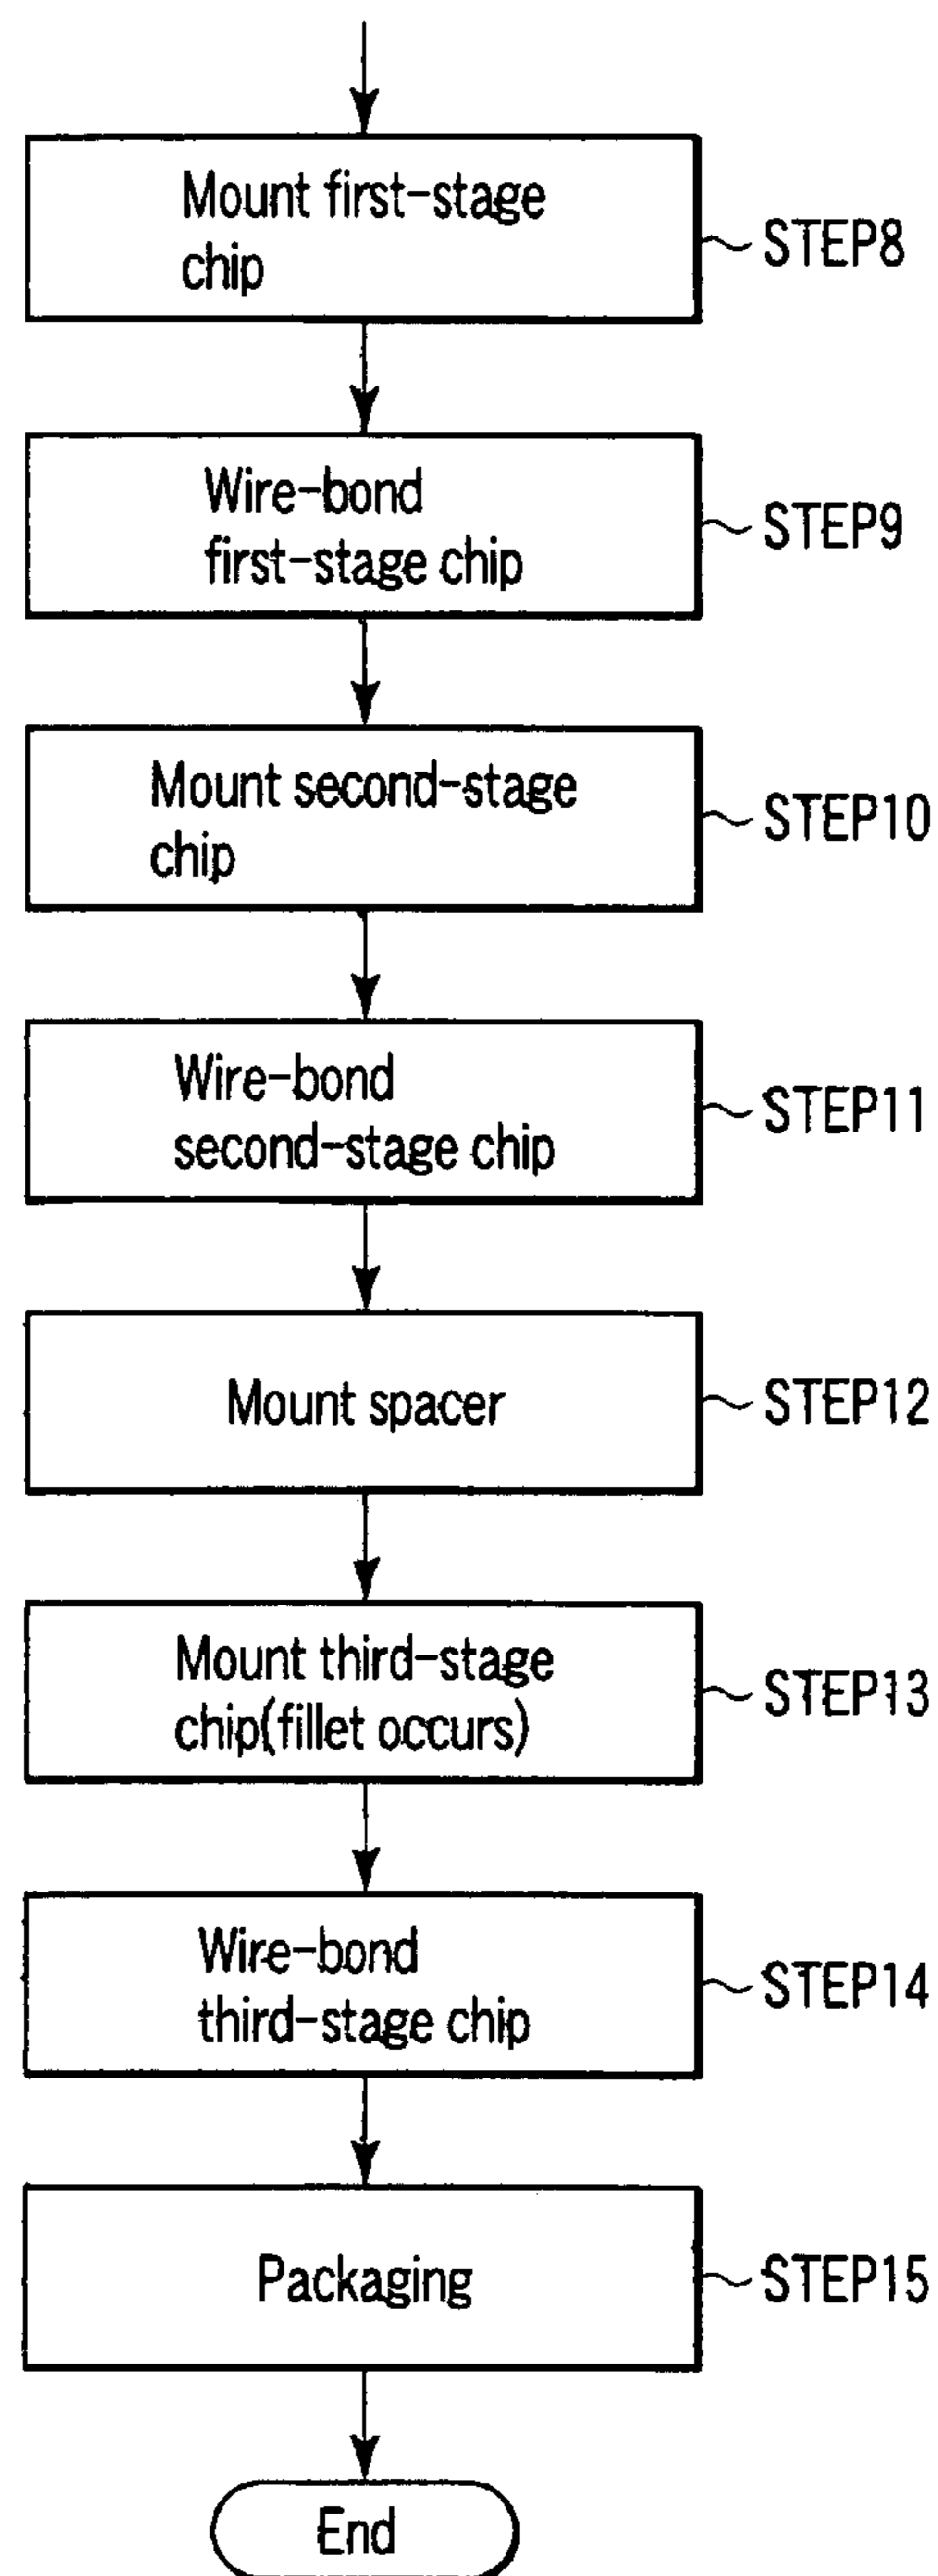 Mount first-stage
chip
STEP8
Wire-bond
first-stage chip
STEP9
Mount second-stage
chip
STEP10
Wire-bond
second-stage chip
STEP11
Mount spacer
STEP12
Mount third-stage
chip(fillet occurs)
STEP13
Wire-bond
third-stage chip
STEP14
Packaging
STEP15
End